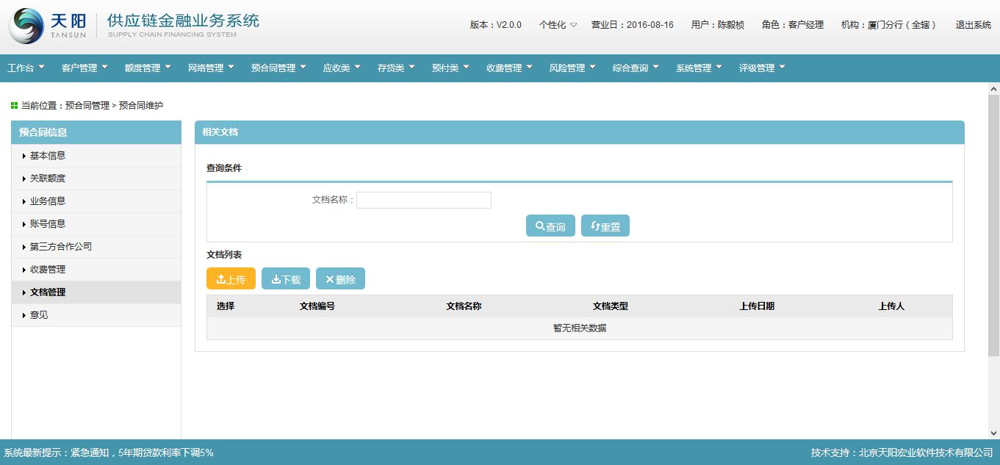 天阳
TANSUN
供应链金融业务系统
SUPPLY CHAIN FINANCING SYSTEM
版本：V2.0.0 个性化 营业日：2016-08-16 用户：陈毅桢 角色：客户经理 机构：厦门分行（全辖） 退出系统
工作台 客户管理 额度管理 网络管理 预合同管理 应收类 存货类 预付类 收费管理 风险管理 综合查询 系统管理 评级管理
当前位置：预合同管理 > 预合同维护
预合同信息
基本信息
关联额度
业务信息
账号信息
第三方合作公司
收费管理
文档管理
意见
相关文档
查询条件
文档名称：
查询 重置
文档列表
上传 下载 删除
选择 文档编号 文档名称 文档类型 上传日期 上传人
暂无相关数据
系统最新提示：紧急通知，5年期贷款利率下调5%
技术支持：北京天阳宏业软件技术有限公司